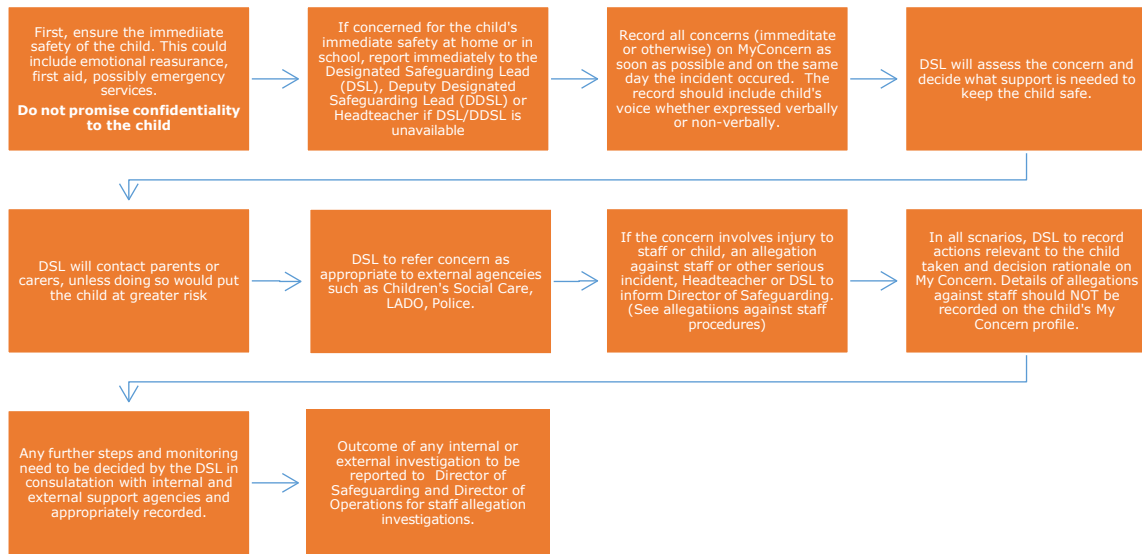 First, ensure the immediiate
safety of the child. This could
include emotional reasurance,
first aid, possibly emergency
services.
Do not promise confidentiality
to the child
If concerned for the child's
immediate safety at home or in
school, report immediately to the
Designated Safeguarding Lead
(DSL), Deputy Designated
Safeguarding Lead (DDSL) or
Headteacher if DSL/DDSL is
unavailable
Record all concerns (immeditate
or otherwise) on MyConcern as
soon as possible and on the same
day the incident occured.  The
record should include child's
voice whether expressed verbally
or non-verbally.
DSL will assess the concern and
decide what support is needed to
keep the child safe.
DSL will contact parents or
carers, unless doing so would put
the child at greater risk
DSL to refer concern as
appropriate to external agenceies
such as Children's Social Care,
LADO, Police.
If the concern involves injury to
staff or child, an allegation
against staff or other serious
incident, Headteacher or DSL to
inform Director of Safeguarding.
(See allegatiions against staff
procedures)
In all scnarios, DSL to record
actions relevant to the child
taken and decision rationale on
My Concern. Details of allegations
against staff should NOT be
recorded on the child's My
Concern profile.
Any further steps and monitoring
need to be decided by the DSL in
consulatation with internal and
external support agencies and
appropriately recorded.
Outcome of any internal or
external investigation to be
reported to  Director of
Safeguarding and Director of
Operations for staff allegation
investigations.